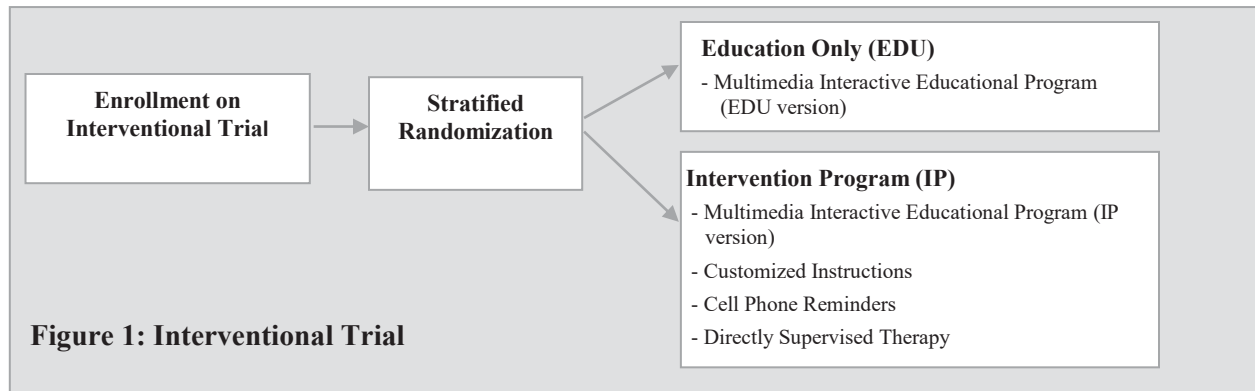 Enrollment on
Interventional Trial
Stratified
Randomization
Education Only (EDU)
- Multimedia Interactive Educational Program
(EDU version)
Intervention Program (IP)
- Multimedia Interactive Educational Program (IP
version)
- Customized Instructions
- Cell Phone Reminders
- Directly Supervised Therapy
Figure 1: Interventional Trial